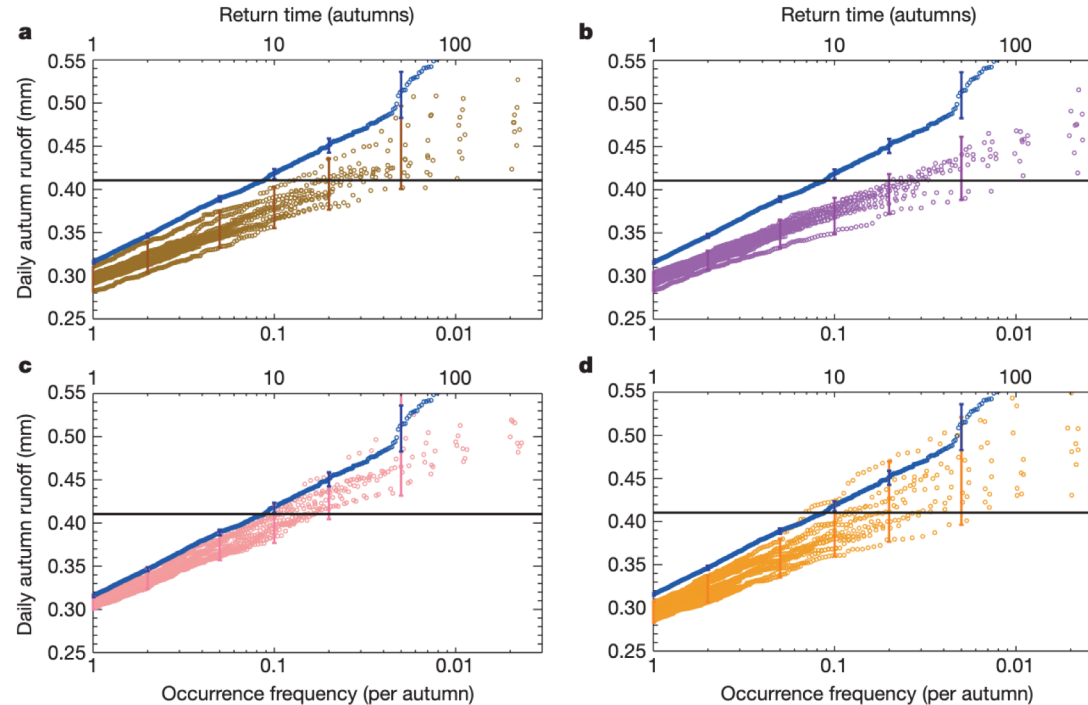 Return time (autumns) Return time (autumns)
a b
1 10 100 1 10 100
Daily autumn runoff (mm)
0.55 0.55
0.50 0.50
0.45 0.45
0.40 0.40
0.35 0.35
0.30 0.30
0.25 0.25
1 0.1 0.01 1 0.1 0.01
c d
1 10 100 1 10 100
Daily autumn runoff (mm)
0.55 0.55
0.50 0.50
0.45 0.45
0.40 0.40
0.35 0.35
0.30 0.30
0.25 0.25
1 0.1 0.01 1 0.1 0.01
Occurrence frequency (per autumn) Occurrence frequency (per autumn)